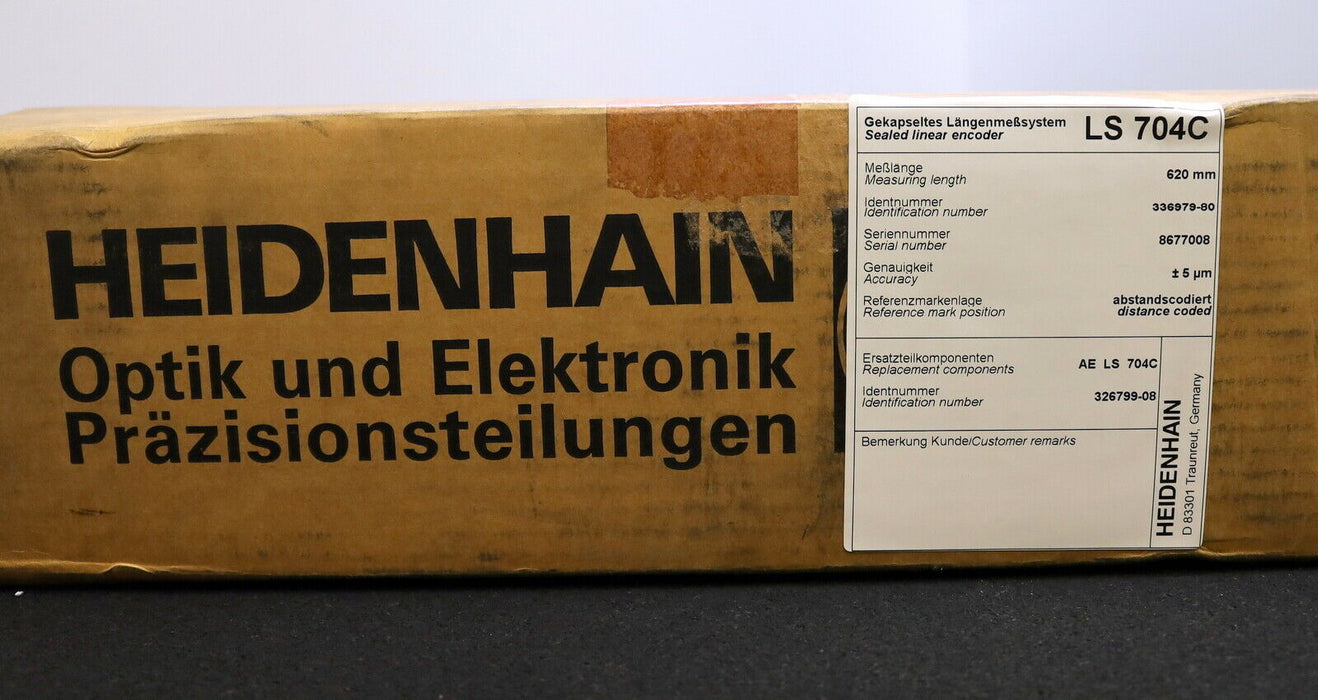 HEIDENHAIN
Optik und Elektronik
Präzisionsteilungen
Gekapseltes Längenmeßsystem
Sealed linear encoder
LS 704C
Meßlänge
Measuring length
620 mm
Identnummer
Identification number
336979-80
Seriennummer
Serial number
8677008
Genauigkeit
Accuracy
± 5 µm
Referenzmarkenlage
Reference mark position
abstandscodiert
distance coded
Ersatzteilkomponenten
Replacement components
AE LS 704C
Identnummer
Identification number
326799-08
Bemerkung Kunde/Customer remarks
HEIDENHAIN
D 83301 Traunreut, Germany